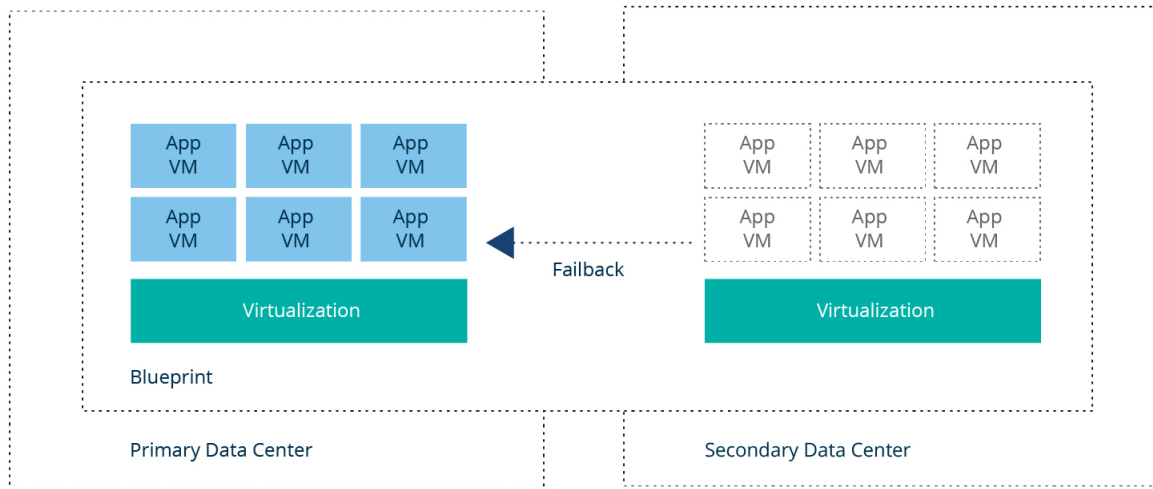 App App App App App App
VM VM VM VM VM VM
App App App App App App
VM VM VM VM VM VM
Failback
Virtualization Virtualization
Blueprint
Primary Data Center Secondary Data Center